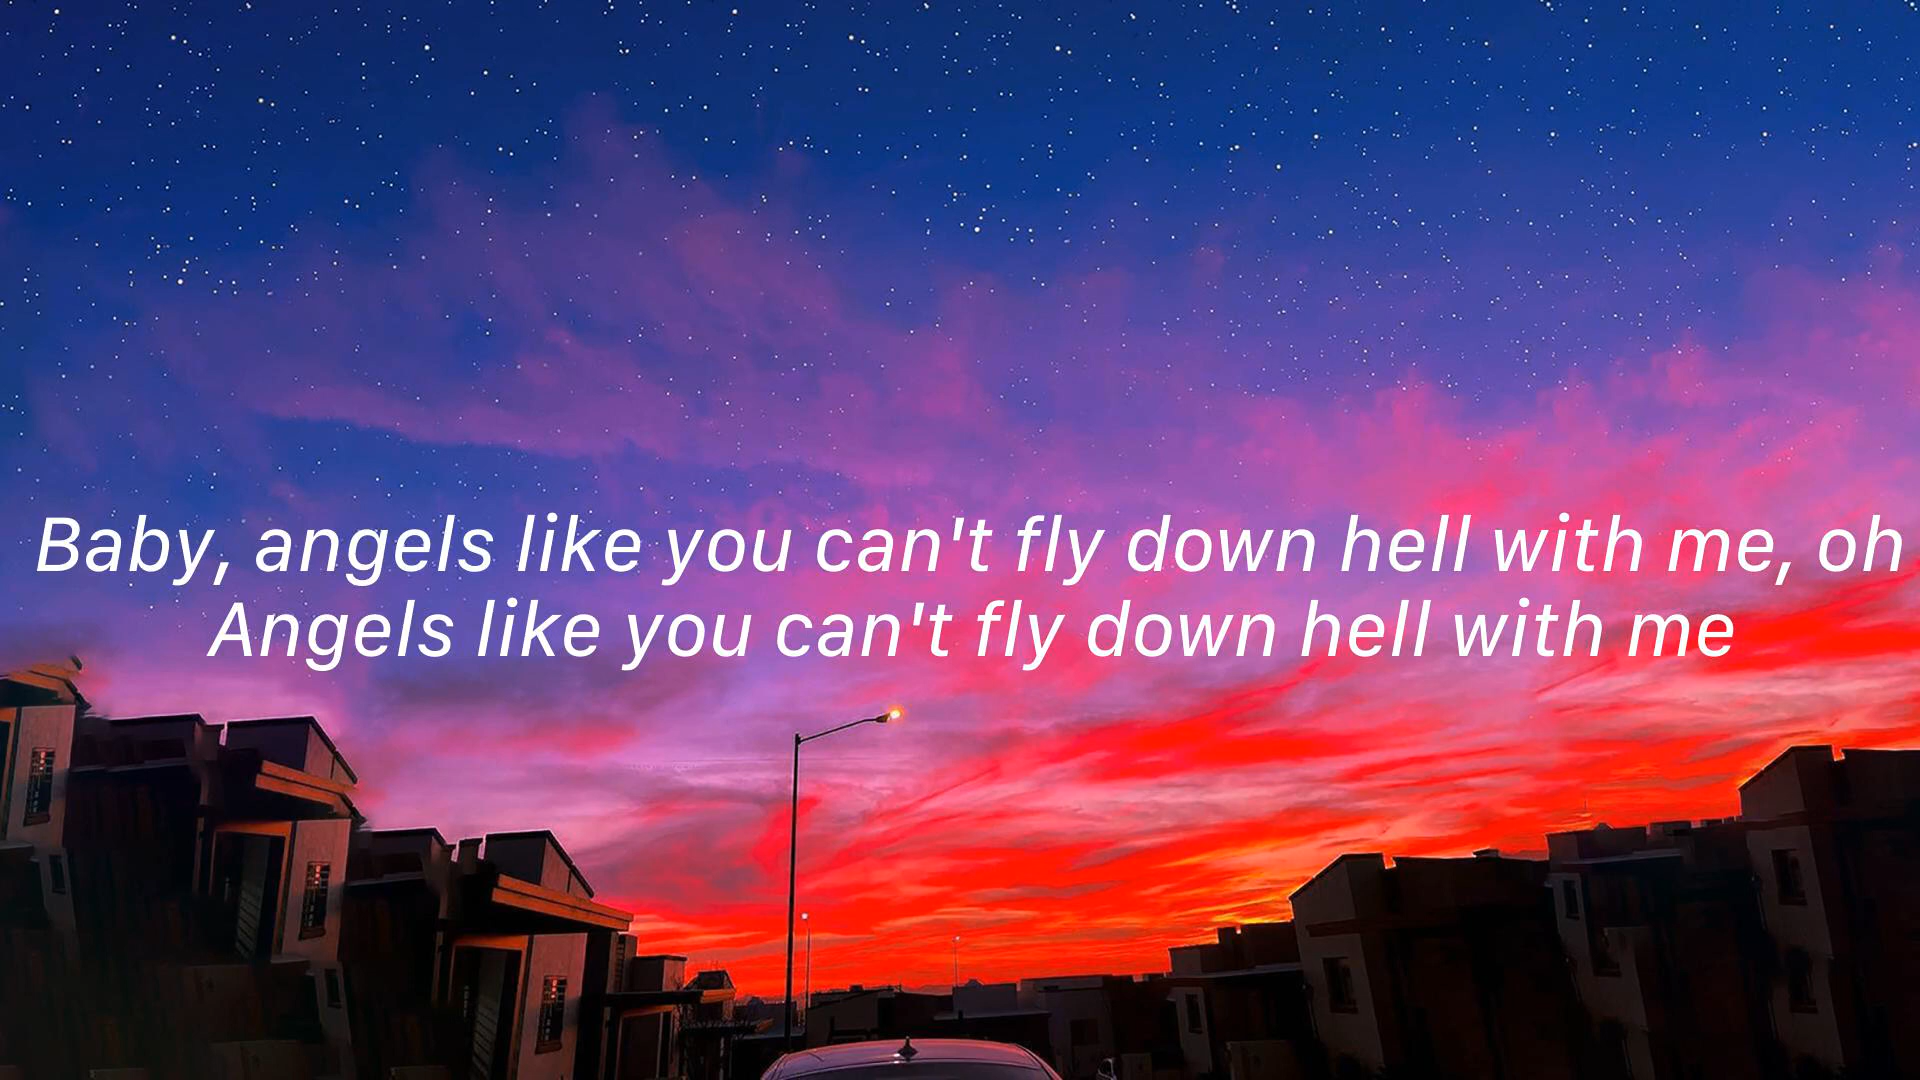 Baby, angels like you can't fly down hell with me, oh
Angels like you can't fly down hell with me